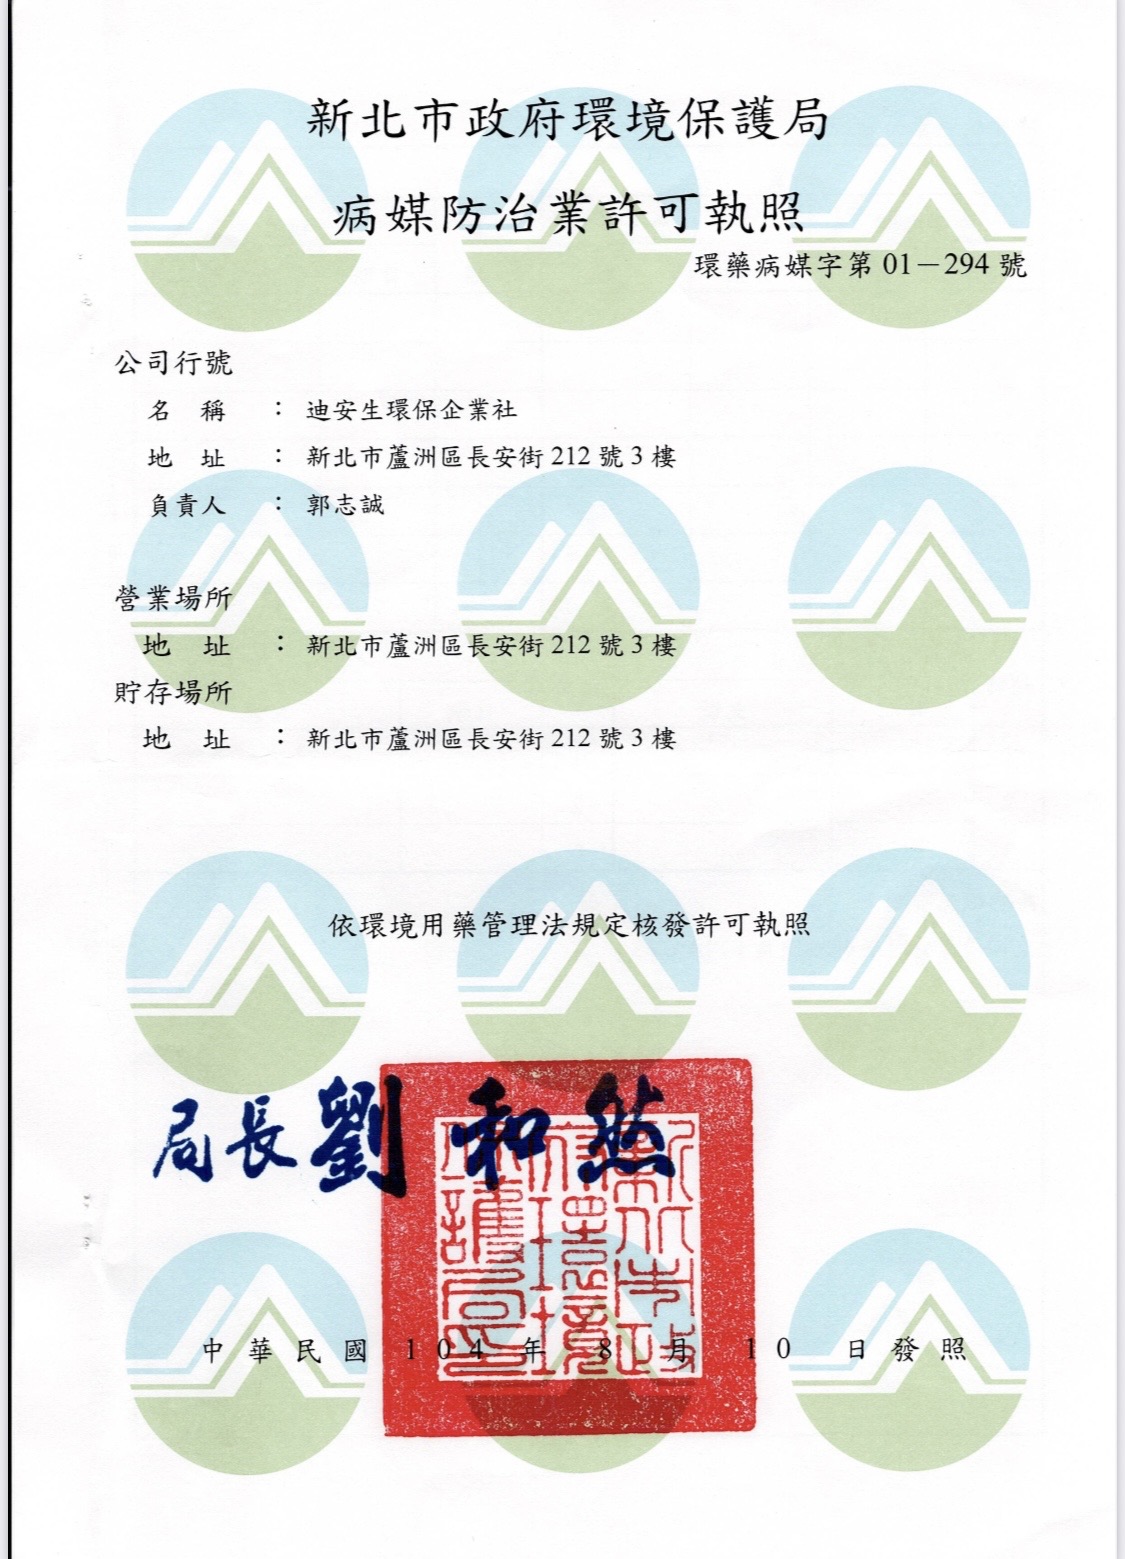 新北市政府環境保護局
病媒防治業許可執照
環藥病媒字第 01－294 號
公司行號
名稱 ： 迪安生環保企業社
地址 ： 新北市蘆洲區長安街 212 號 3 樓
負責人 ： 郭志誠
營業場所
地址 ： 新北市蘆洲區長安街 212 號 3 樓
貯存場所
地址 ： 新北市蘆洲區長安街 212 號 3 樓
依環境用藥管理法規定核發許可執照
局長劉和然
新北市政府環境保護局印
中華民國 104 年 8 月 10 日發照